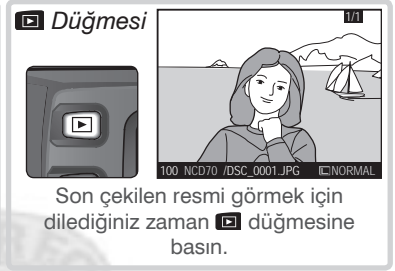 ▶ Düğmesi
1/1
100 NCD70 /DSC_0001.JPG NORMAL
Son çekilen resmi görmek için
dilediğiniz zaman ▶ düğmesine
basın.